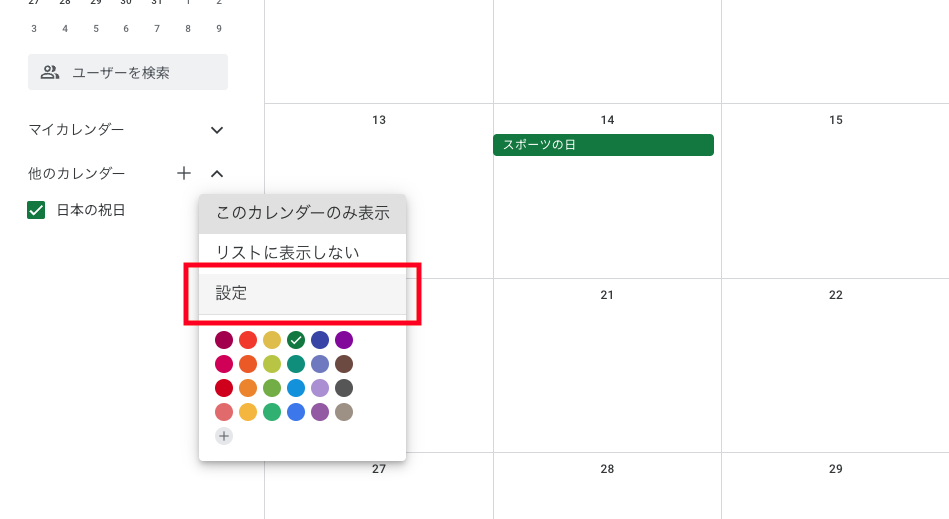 27 28 29 30 31 1 2
3 4 5 6 7 8 9
ユーザーを検索
マイカレンダー
他のカレンダー
日本の祝日
このカレンダーのみ表示
リストに表示しない
設定
13 14 15
スポーツの日
21 22
27 28 29